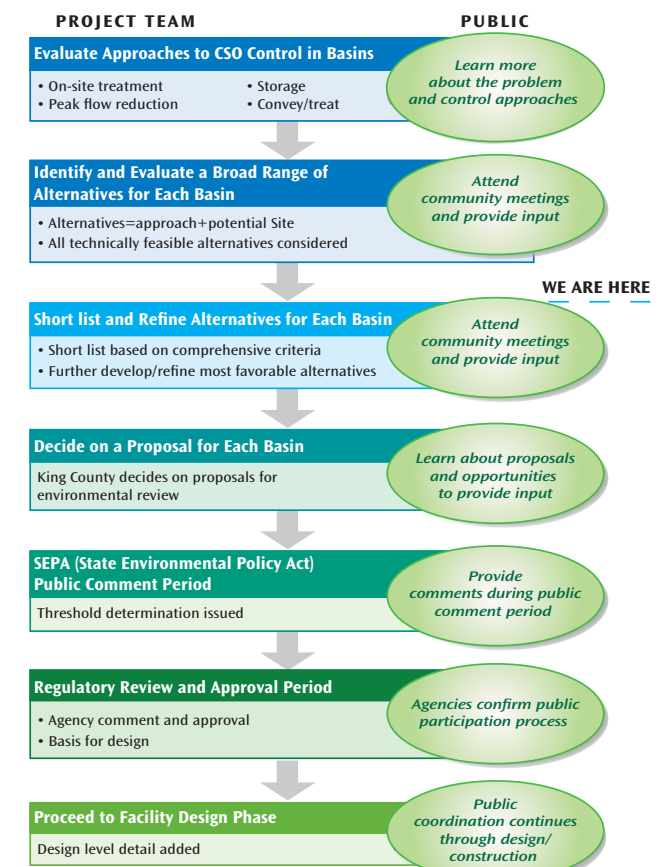 PROJECT TEAM
PUBLIC
Evaluate Approaches to CSO Control in Basins
• On-site treatment
• Peak flow reduction
• Storage
• Convey/treat
Learn more
about the problem
and control approaches
Identify and Evaluate a Broad Range of
Alternatives for Each Basin
• Alternatives=approach+potential Site
• All technically feasible alternatives considered
Attend
community meetings
and provide input
WE ARE HERE
Short list and Refine Alternatives for Each Basin
• Short list based on comprehensive criteria
• Further develop/refine most favorable alternatives
Attend
community meetings
and provide input
Decide on a Proposal for Each Basin
King County decides on proposals for
environmental review
Learn about proposals
and opportunities
to provide input
SEPA (State Environmental Policy Act)
Public Comment Period
Threshold determination issued
Provide
comments during public
comment period
Regulatory Review and Approval Period
• Agency comment and approval
• Basis for design
Agencies confirm public
participation process
Proceed to Facility Design Phase
Design level detail added
Public
coordination continues
through design/
construction